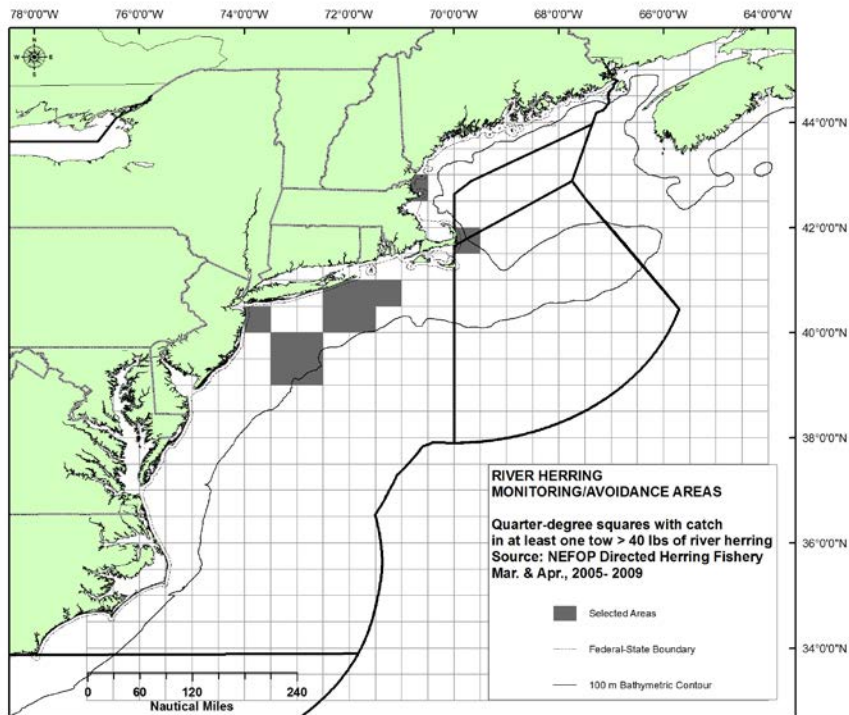 78°0'0"W 76°0'0"W 74°0'0"W 72°0'0"W 70°0'0"W 68°0'0"W 66°0'0"W 64°0'0"W
N
W E
S
44°0'0"N
42°0'0"N
40°0'0"N
38°0'0"N
36°0'0"N
34°0'0"N
RIVER HERRING
MONITORING/AVOIDANCE AREAS
Quarter-degree squares with catch
in at least one tow > 40 lbs of river herring
Source: NEFOP Directed Herring Fishery
Mar. & Apr., 2005- 2009
Selected Areas
Federal-State Boundary
100 m Bathymetric Contour
0 60 120 240
Nautical Miles